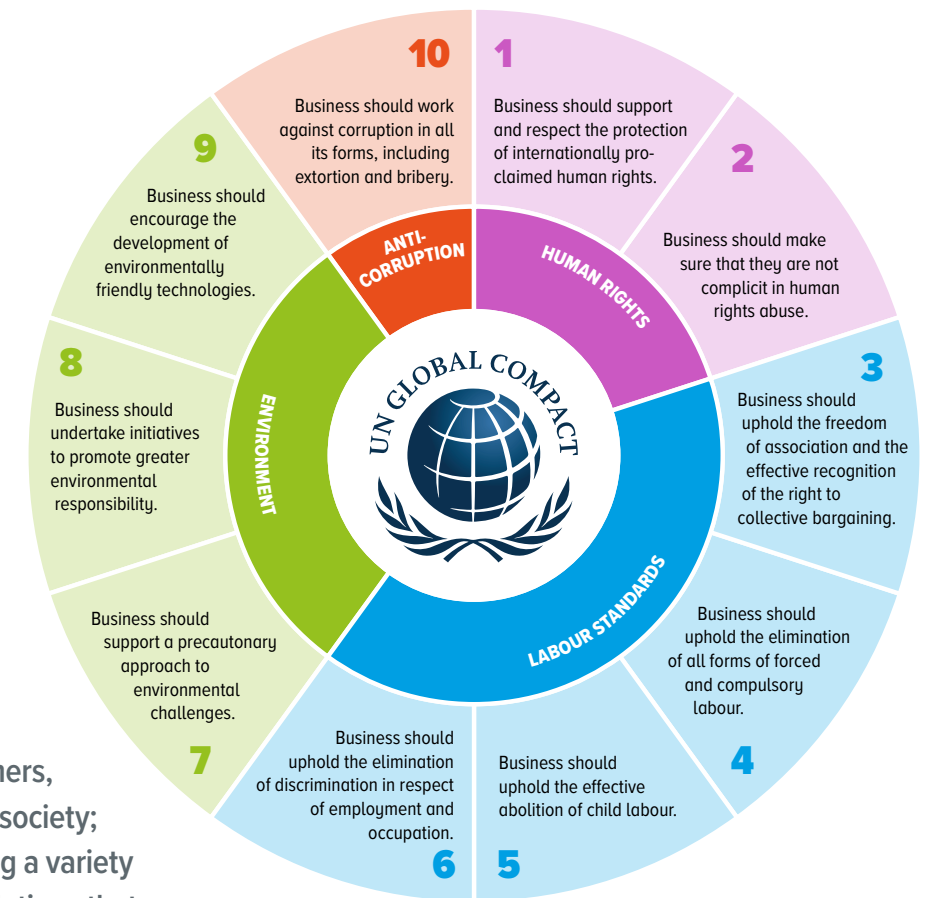 10
Business should work
against corruption in all
its forms, including
extortion and bribery.
1
Business should support
and respect the protection
of internationally pro-
claimed human rights.
2
Business should make
sure that they are not
complicit in human
rights abuse.
3
Business should
uphold the freedom
of association and the
effective recognition
of the right to
collective bargaining.
Business should
uphold the elimination
of all forms of forced
and compulsory
labour.
4
Business should
uphold the effective
abolition of child labour.
5
Business should
uphold the elimination
of discrimination in respect
of employment and
occupation.
6
Business should
support a precautonary
approach to
environmental
challenges.
7
8
Business should
undertake initiatives
to promote greater
environmental
responsibility.
9
Business should
encourage the
development of
environmentally
friendly technologies.
ANTI-
CORRUPTION
HUMAN RIGHTS
LABOUR STANDARDS
ENVIRONMENT
UN GLOBAL COMPACT
society;
a variety